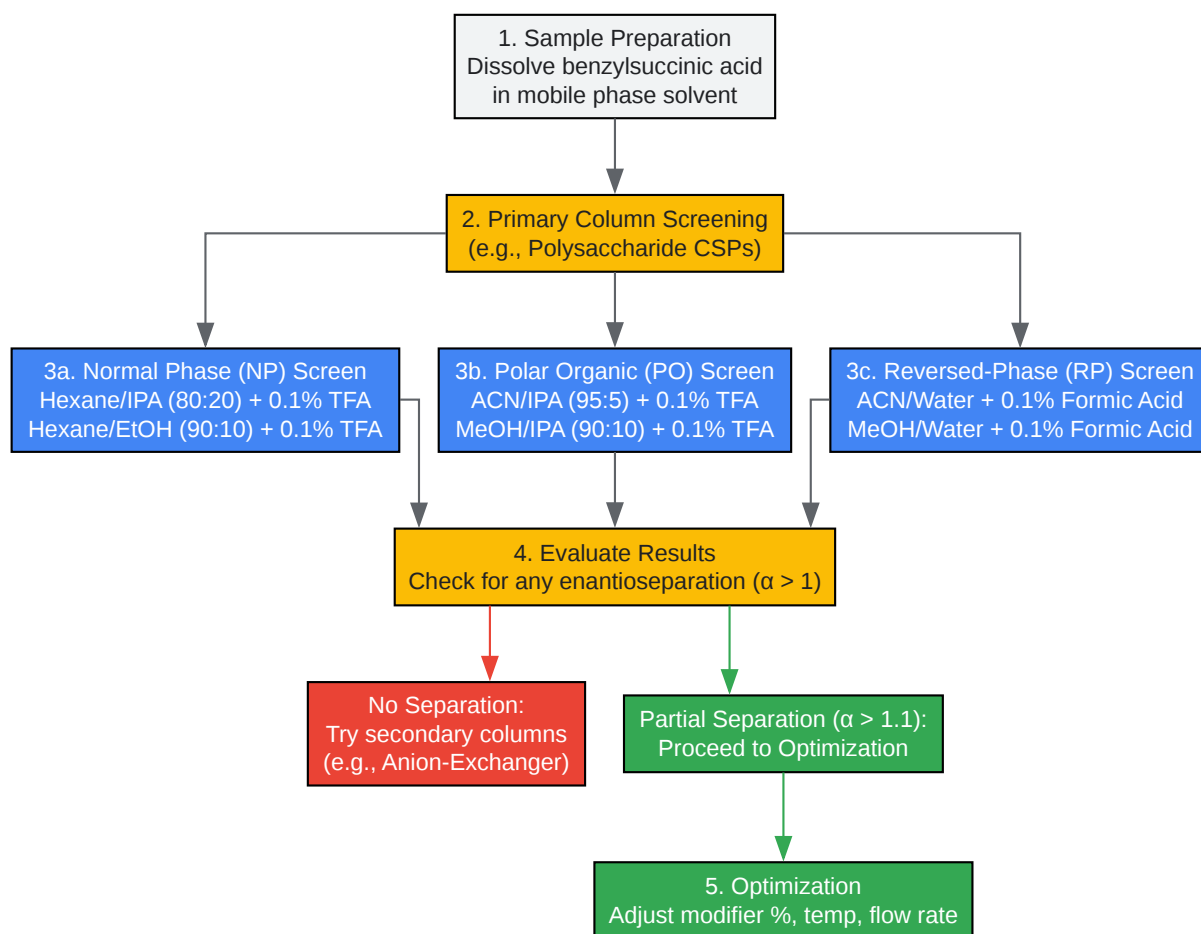 1. Sample Preparation
Dissolve benzylsuccinic acid
in mobile phase solvent
2. Primary Column Screening
(e.g., Polysaccharide CSPs)
3a. Normal Phase (NP) Screen
Hexane/IPA (80:20) + 0.1% TFA
Hexane/EtOH (90:10) + 0.1% TFA
3b. Polar Organic (PO) Screen
ACN/IPA (95:5) + 0.1% TFA
MeOH/IPA (90:10) + 0.1% TFA
3c. Reversed-Phase (RP) Screen
ACN/Water + 0.1% Formic Acid
MeOH/Water + 0.1% Formic Acid
4. Evaluate Results
Check for any enantioseparation (α > 1)
No Separation:
Try secondary columns
(e.g., Anion-Exchanger)
Partial Separation (α > 1.1):
Proceed to Optimization
5. Optimization
Adjust modifier %, temp, flow rate